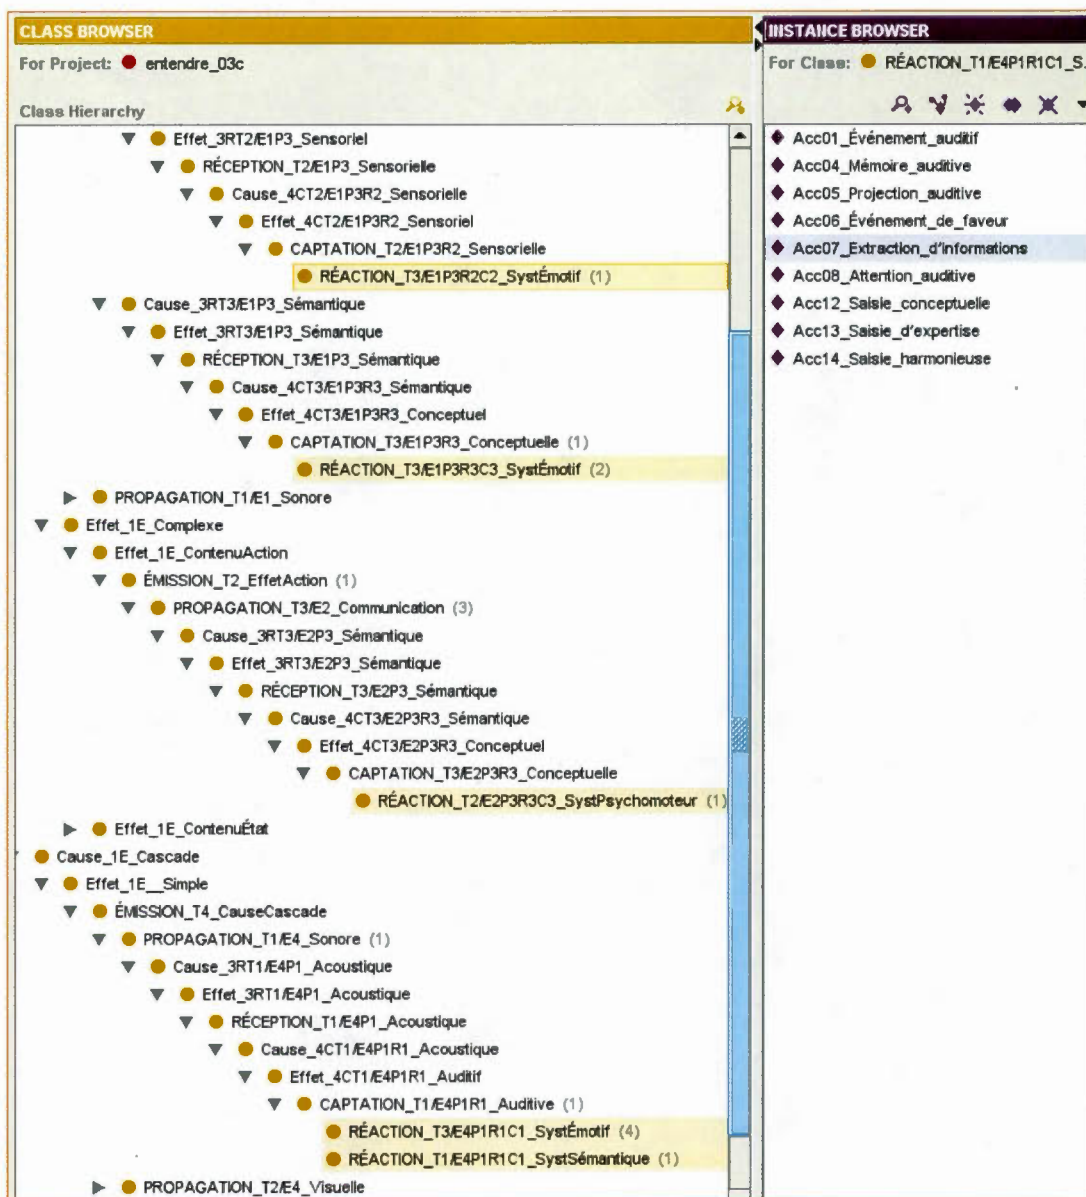 CLASS BROWSER
For Project: entendre_03c
Class Hierarchy
Effet_3RT2/E1P3_Sensoriel
RÉCEPTION_T2/E1P3_Sensorielle
Cause_4CT2/E1P3R2_Sensorielle
Effet_4CT2/E1P3R2_Sensoriel
CAPTATION_T2/E1P3R2_Sensorielle
RÉACTION_T3/E1P3R2C2_SystÉmotif (1)
Cause_3RT3/E1P3_Sémantique
Effet_3RT3/E1P3_Sémantique
RÉCEPTION_T3/E1P3_Sémantique
Cause_4CT3/E1P3R3_Sémantique
Effet_4CT3/E1P3R3_Conceptuel
CAPTATION_T3/E1P3R3_Conceptuelle (1)
RÉACTION_T3/E1P3R3C3_SystÉmotif (2)
PROPAGATION_T1/E1_Sonore
Effet_1E_Complexe
Effet_1E_ContenuAction
ÉMISSION_T2_EffetAction (1)
PROPAGATION_T3/E2_Communication (3)
Cause_3RT3/E2P3_Sémantique
Effet_3RT3/E2P3_Sémantique
RÉCEPTION_T3/E2P3_Sémantique
Cause_4CT3/E2P3R3_Sémantique
Effet_4CT3/E2P3R3_Conceptuel
CAPTATION_T3/E2P3R3_Conceptuelle
RÉACTION_T2/E2P3R3C3_SystPsychomoteur (1)
Effet_1E_ContenuÉtat
Cause_1E_Cascade
Effet_1E__Simple
ÉMISSION_T4_CauseCascade
PROPAGATION_T1/E4_Sonore (1)
Cause_3RT1/E4P1_Acoustique
Effet_3RT1/E4P1_Acoustique
RÉCEPTION_T1/E4P1_Acoustique
Cause_4CT1/E4P1R1_Acoustique
Effet_4CT1/E4P1R1_Auditif
CAPTATION_T1/E4P1R1_Auditive (1)
RÉACTION_T3/E4P1R1C1_SystÉmotif (4)
RÉACTION_T1/E4P1R1C1_SystSémantique (1)
PROPAGATION_T2/E4_Visuelle
INSTANCE BROWSER
For Class: RÉACTION_T1/E4P1R1C1_S.
Acc01_Événement_auditif
Acc04_Mémoire_auditive
Acc05_Projection_auditive
Acc06_Événement_de_faveur
Acc07_Extraction_d'informations
Acc08_Attention_auditive
Acc12_Saisie_conceptuelle
Acc13_Saisie_d'expertise
Acc14_Saisie_harmonieuse